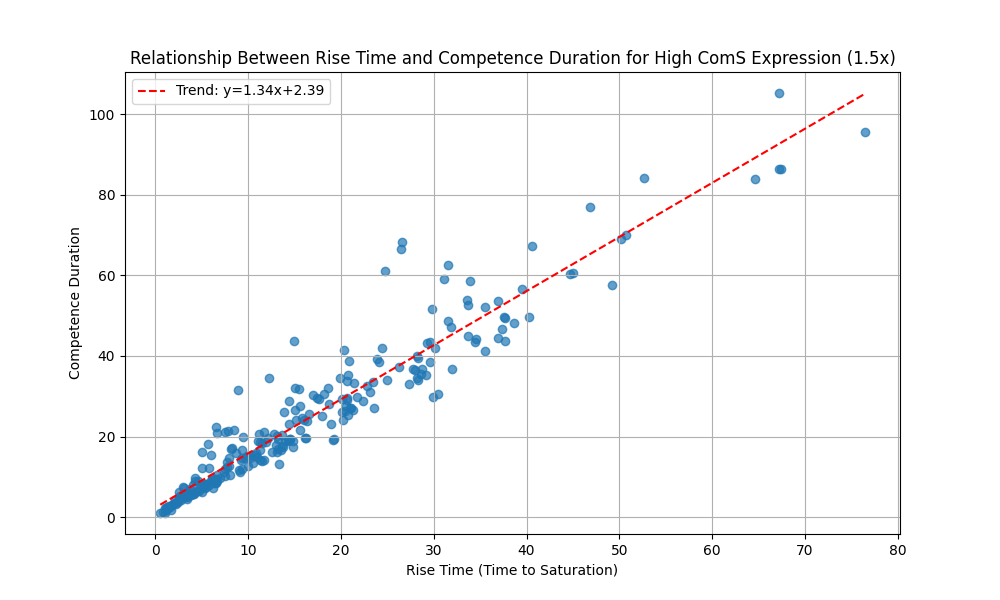 Relationship Between Rise Time and Competence Duration for High ComS Expression (1.5x)
Trend: y=1.34x+2.39
100
80
60
40
20
0
Competence Duration
0 10 20 30 40 50 60 70 80
Rise Time (Time to Saturation)